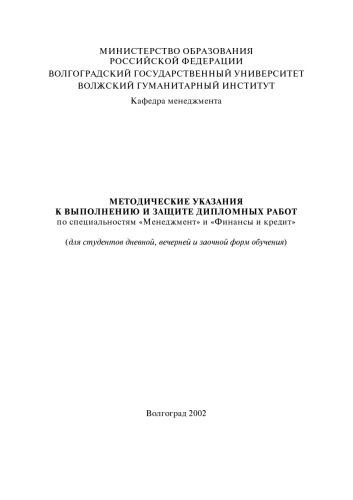 МИНИСТЕРСТВО ОБРАЗОВАНИЯ
РОССИЙСКОЙ ФЕДЕРАЦИИ
ВОЛГОГРАДСКИЙ ГОСУДАРСТВЕННЫЙ УНИВЕРСИТЕТ
ВОЛЖСКИЙ ГУМАНИТАРНЫЙ ИНСТИТУТ
Кафедра менеджмента
МЕТОДИЧЕСКИЕ УКАЗАНИЯ
К ВЫПОЛНЕНИЮ И ЗАЩИТЕ ДИПЛОМНЫХ РАБОТ
по специальностям «Менеджмент» и «Финансы и кредит»
(для студентов дневной, вечерней и заочной форм обучения)
Волгоград 2002